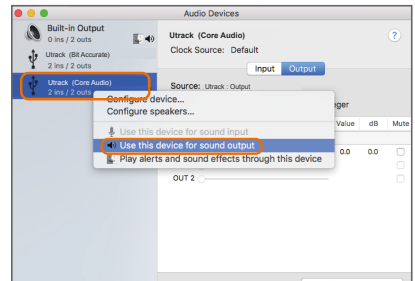 Audio Devices
Built-in Output
0 ins / 2 outs
Utrack (Bit Accurate)
2 ins / 2 outs
Utrack (Core Audio)
2 ins / 2 outs
Utrack (Core Audio)
?
Clock Source: Default
Input Output
Source: Utrack : Output
Configure device...
Configure speakers...
Use this device for sound input
Use this device for sound output
Play alerts and sound effects through this device
Value dB Mute
0.0 0.0
OUT 2